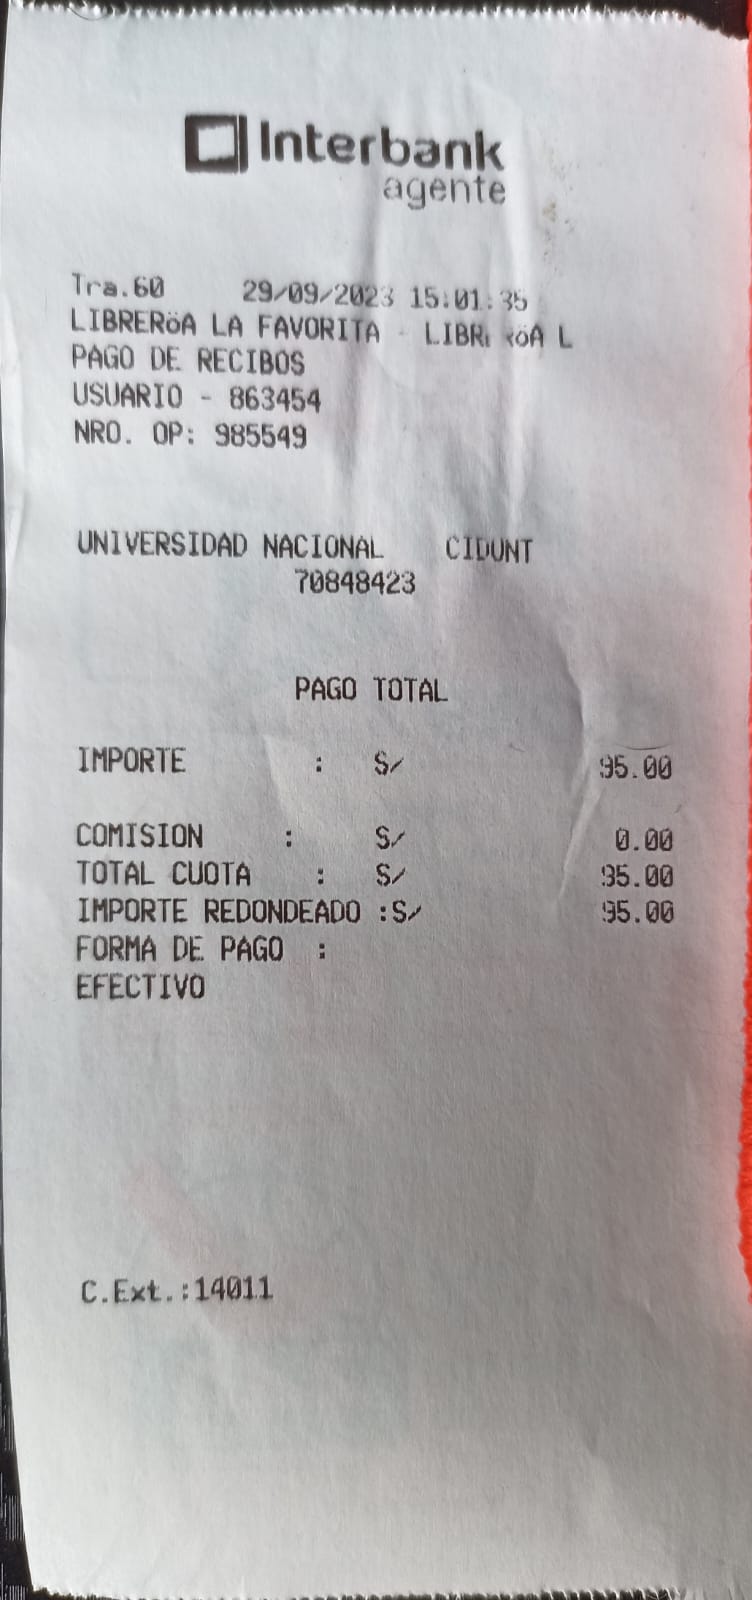 Interbank
agente
Tra.60 29/09/2023 15:01:35
LIBRERöA LA FAVORITA - L
PAGO DE RECIBOS
USUARIO - 863454
NRO. OP: 985549
UNIVERSIDAD NACIONAL CIDUNT
70848423
PAGO TOTAL
IMPORTE : S/ 95.00
COMISION : S/ 0.00
TOTAL CUOTA : S/ 95.00
IMPORTE REDONDEADO :S/ 95.00
FORMA DE PAGO :
EFECTIVO
C.Ext.:14011